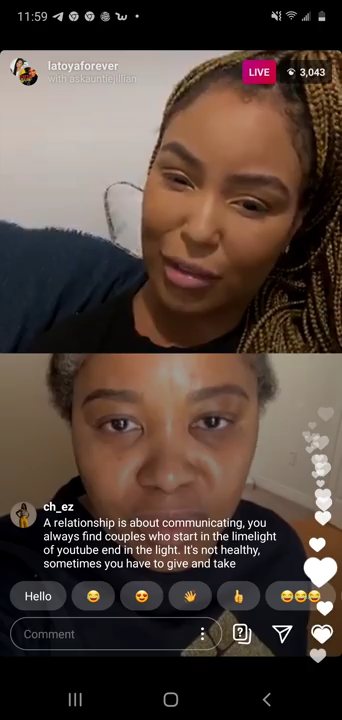 11:59
latoyaforever
with askauntiejillian
LIVE
3,043
ch_ez
A relationship is about communicating, you
always find couples who start in the limelight
of youtube end in the light. It's not healthy,
sometimes you have to give and take
Hello
Comment